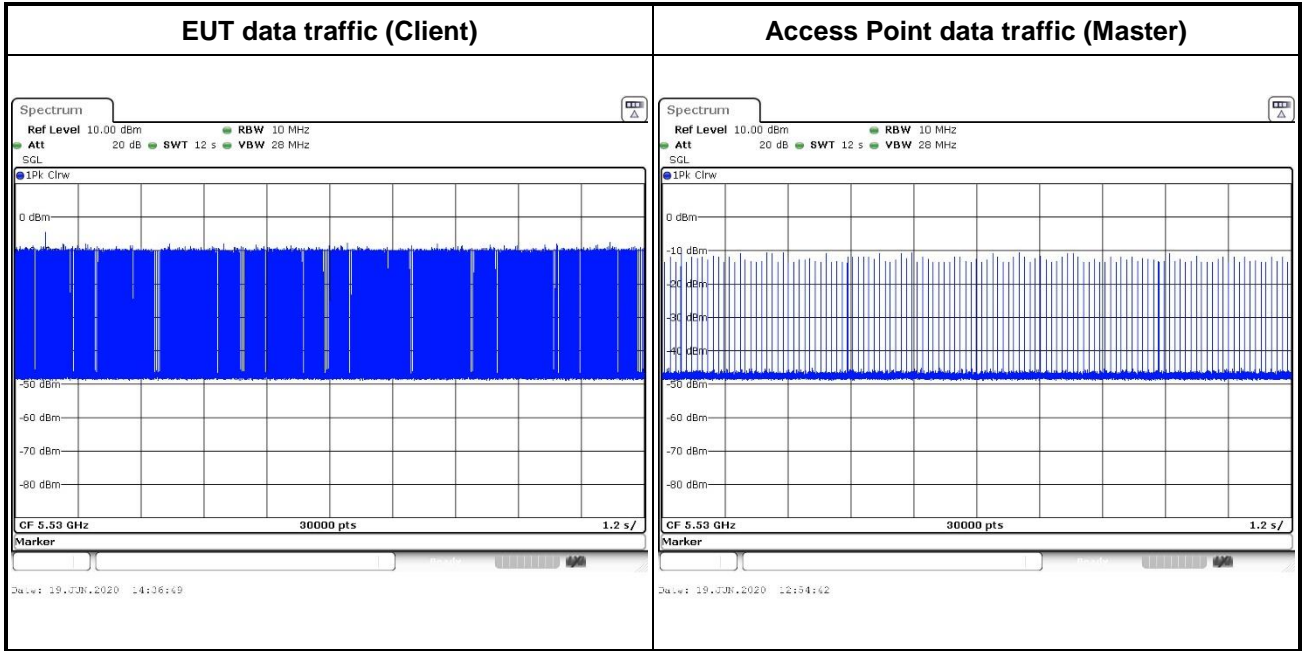 EUT data traffic (Client)
Access Point data traffic (Master)
Spectrum
Ref Level 10.00 dBm RBW 10 MHz
Att 20 dB SWT 12 s VBW 28 MHz
SGL
1Pk Clrw
0 dBm
-50 dBm
-60 dBm
-70 dBm
-80 dBm
CF 5.53 GHz 30000 pts 1.2 s/
Marker
Date: 19.JUN.2020 14:36:49
Spectrum
Ref Level 10.00 dBm RBW 10 MHz
Att 20 dB SWT 12 s VBW 28 MHz
SGL
1Pk Clrw
0 dBm
-10 dBm
-20 dBm
-30 dBm
-40 dBm
-50 dBm
-60 dBm
-70 dBm
-80 dBm
CF 5.53 GHz 30000 pts 1.2 s/
Marker
Date: 19.JUN.2020 12:54:42